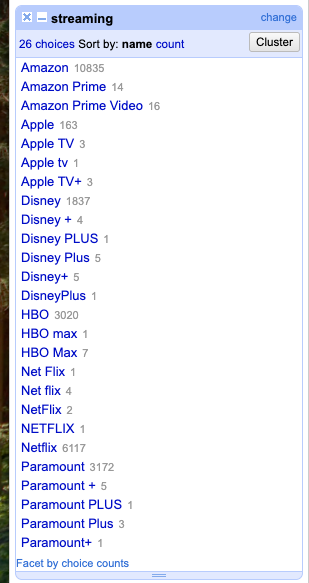 streaming change
26 choices Sort by: name count Cluster
Amazon 10835
Amazon Prime 14
Amazon Prime Video 16
Apple 163
Apple TV 3
Apple tv 1
Apple TV+ 3
Disney 1837
Disney + 4
Disney PLUS 1
Disney Plus 5
Disney+ 5
DisneyPlus 1
HBO 3020
HBO max 1
HBO Max 7
Net Flix 1
Net flix 4
NetFlix 2
NETFLIX 1
Netflix 6117
Paramount 3172
Paramount + 5
Paramount PLUS 1
Paramount Plus 3
Paramount+ 1
Facet by choice counts